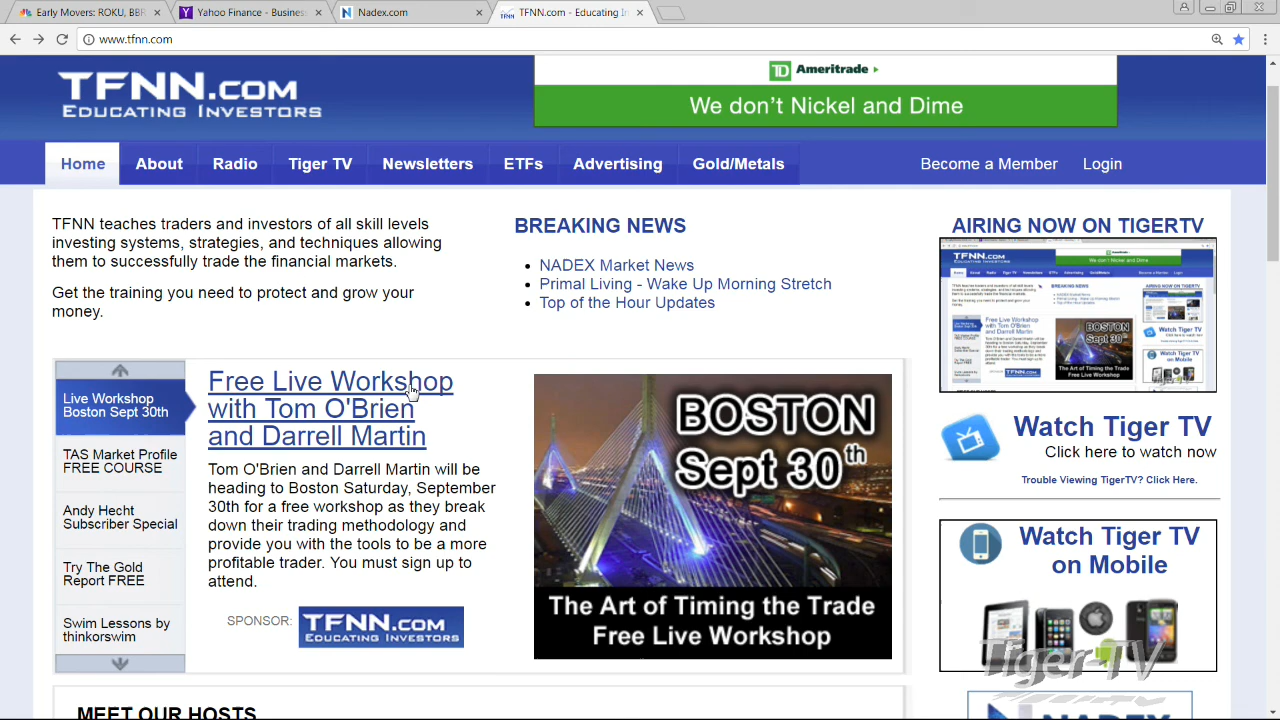 Early Movers: ROKU, BBR
Yahoo Finance - Business
Nadex.com
TFNN.com - Educating In
www.tfnn.com
TFNN.COM
EDUCATING INVESTORS
TD Ameritrade
We don't Nickel and Dime
Home
About
Radio
Tiger TV
Newsletters
ETFs
Advertising
Gold/Metals
Become a Member
Login
TFNN teaches traders and investors of all skill levels
investing systems, strategies, and techniques allowing
them to successfully trade the financial markets.
Get the training you need to protect and grow your
money.
BREAKING NEWS
NADEX Market News
Primal Living - Wake Up Morning Stretch
Top of the Hour Updates
AIRING NOW ON TIGERTV
Live Workshop
Boston Sept 30th
TAS Market Profile
FREE COURSE
Andy Hecht
Subscriber Special
Try The Gold
Report FREE
Swim Lessons by
thinkorswim
Free Live Workshop
with Tom O'Brien
and Darrell Martin
Tom O'Brien and Darrell Martin will be
heading to Boston Saturday, September
30th for a free workshop as they break
down their trading methodology and
provide you with the tools to be a more
profitable trader. You must sign up to
attend.
SPONSOR:
TFNN.COM
EDUCATING INVESTORS
BOSTON
Sept 30th
The Art of Timing the Trade
Free Live Workshop
Watch Tiger TV
Click here to watch now
Trouble Viewing TigerTV? Click Here.
Watch Tiger TV
on Mobile
Tiger TV
NADEX
MEET OUR HOSTS